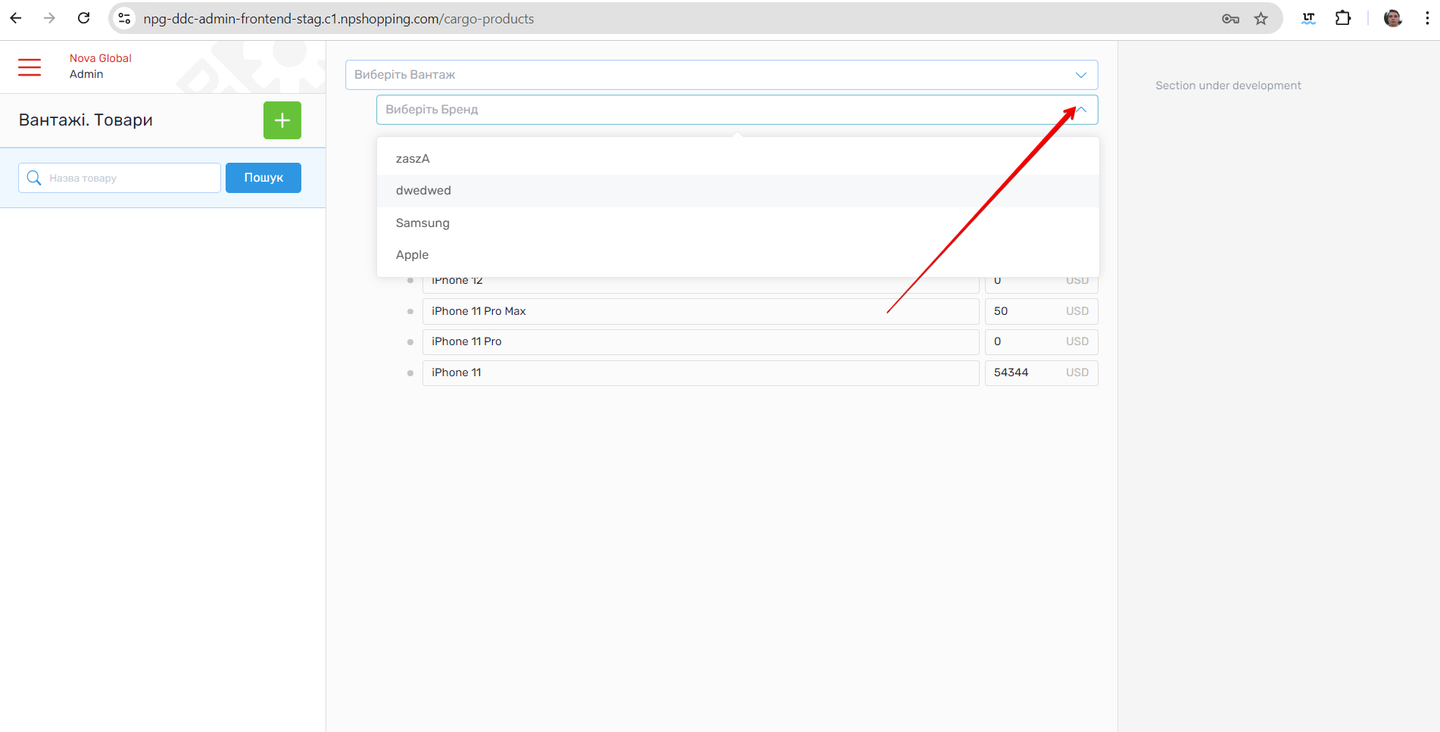 npg-ddc-admin-frontend-stag.c1.npshopping.com/cargo-products
LT
Nova Global
Admin
Вантажі. Товари
Назва товару
Пошук
Виберіть Вантаж
Виберіть Бренд
zaszA
dwedwed
Samsung
Apple
iPhone 12 0 USD
iPhone 11 Pro Max 50 USD
iPhone 11 Pro 0 USD
iPhone 11 54344 USD
Section under development